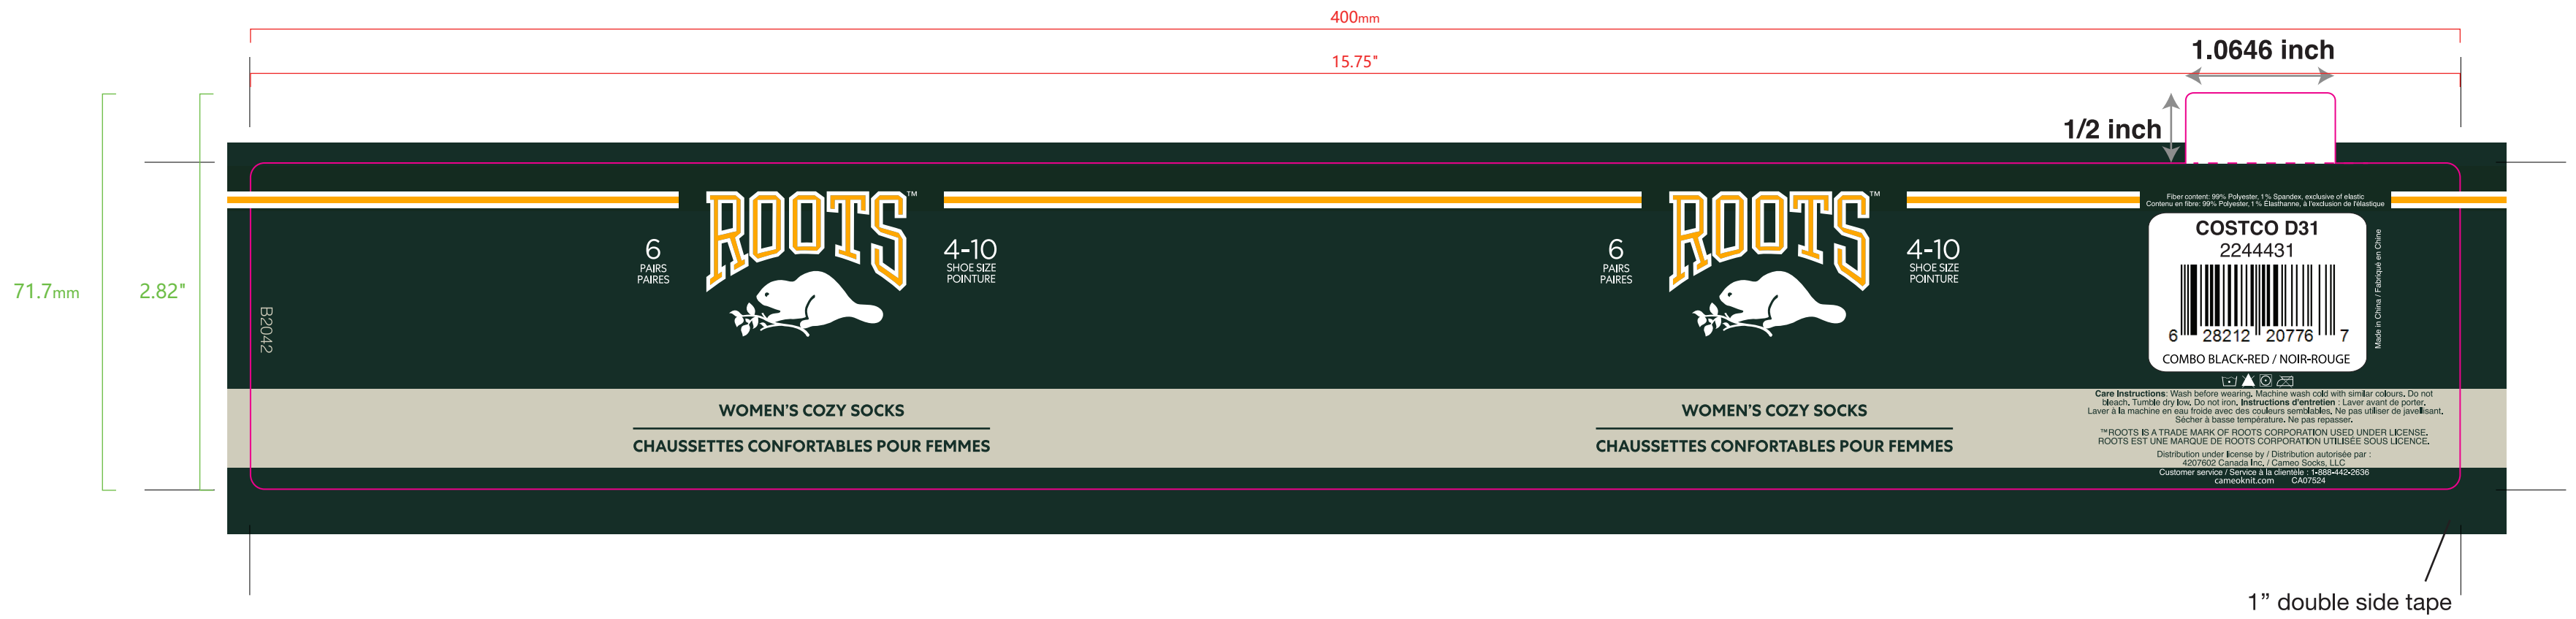 400mm
15.75"
1.0646 inch
1/2 inch
71.7mm
2.82"
B2042
ROOTS™
6
PAIRS
PAIRES
4-10
SHOE SIZE
POINTURE
WOMEN'S COZY SOCKS
CHAUSSETTES CONFORTABLES POUR FEMMES
ROOTS™
6
PAIRS
PAIRES
4-10
SHOE SIZE
POINTURE
WOMEN'S COZY SOCKS
CHAUSSETTES CONFORTABLES POUR FEMMES
Fiber content: 99% Polyester, 1% Spandex, exclusive of elastic
Contenu en fibre: 99% Polyester, 1% Élasthanne, à l'exclusion de l'élastique
COSTCO D31
2244431
6 28212 20776 7
COMBO BLACK-RED / NOIR-ROUGE
Made in China / Fabriqué en Chine
Care Instructions: Wash before wearing. Machine wash cold with similar colours. Do not
bleach. Tumble dry low. Do not iron. Instructions d'entretien : Laver avant de porter.
Laver à la machine en eau froide avec des couleurs semblables. Ne pas utiliser de javellisant.
Sécher à basse température. Ne pas repasser.
™ROOTS IS A TRADE MARK OF ROOTS CORPORATION USED UNDER LICENSE.
ROOTS EST UNE MARQUE DE ROOTS CORPORATION UTILISÉE SOUS LICENCE.
Distribution under license by / Distribution autorisée par :
4207602 Canada Inc. / Cameo Socks, LLC
Customer service / Service à la clientèle : 1-888-442-2636
cameoknit.com CA07524
1" double side tape